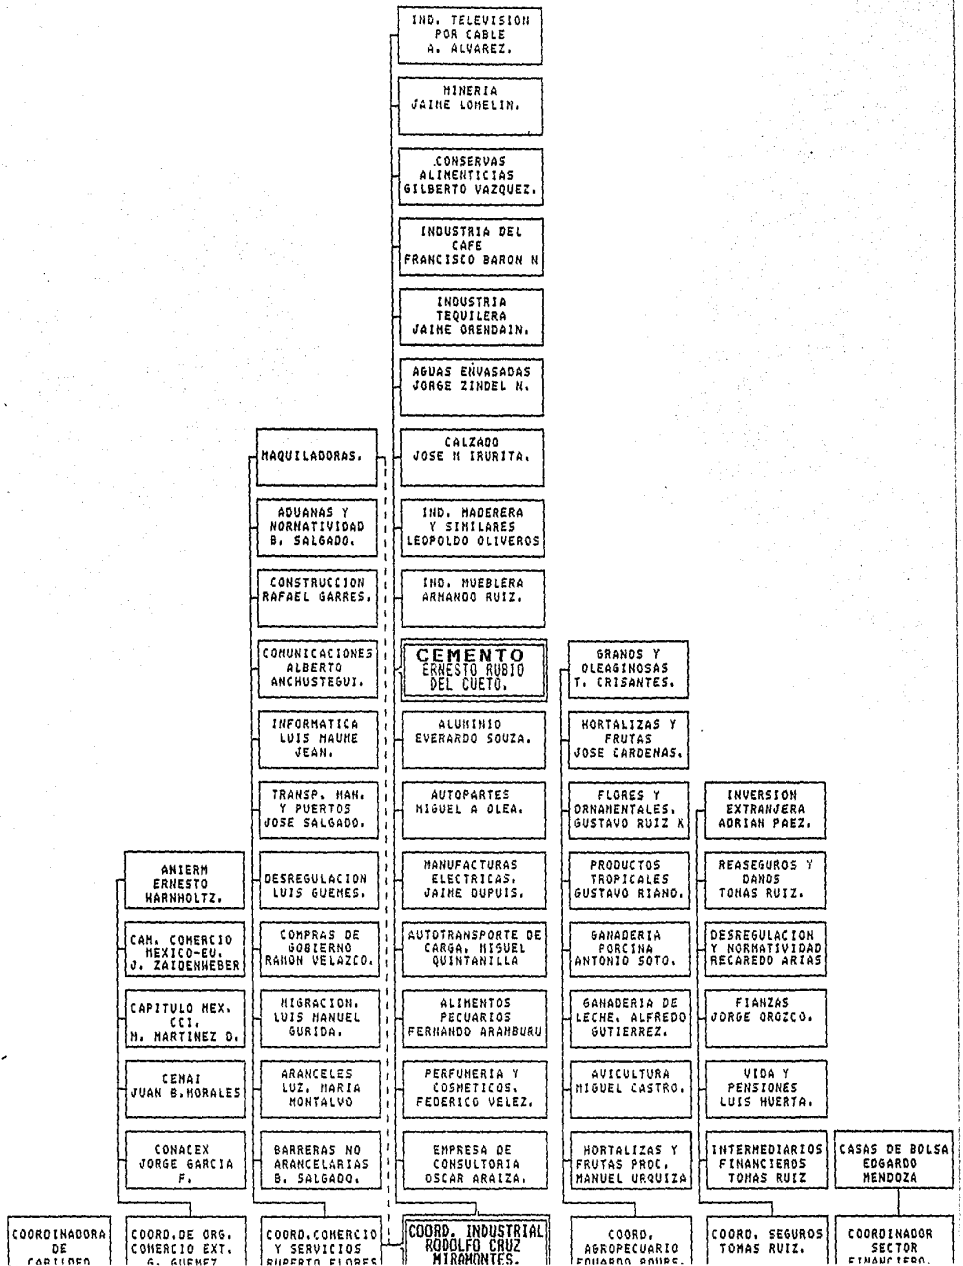 IND. TELEVISION
POR CABLE
A. ALVAREZ.
MINERIA
JAIME LOMELIN.
CONSERVAS
ALIMENTICIAS
GILBERTO VAZQUEZ.
INDUSTRIA DEL
CAFE
FRANCISCO BARON N
INDUSTRIA
TEQUILERA
JAIME ORENDAIN.
AGUAS ENVASADAS
JORGE ZINDEL N.
MAQUILADORAS.
CALZADO
JOSE M IRURITA.
ADUANAS Y
NORMATIVIDAD
B. SALGADO.
IND. MADERERA
Y SIMILARES
LEOPOLDO OLIVEROS
CONSTRUCCION
RAFAEL GARRES.
IND. MUEBLERA
ARMANDO RUIZ.
COMUNICACIONES
ALBERTO
ANCHUSTEGUI.
CEMENTO
ERNESTO RUBIO
DEL CUETO.
GRANOS Y
OLEAGINOSAS
T. CRISANTES.
INFORMATICA
LUIS MAUME
JEAN.
ALUMINIO
EVERARDO SOUZA.
HORTALIZAS Y
FRUTAS
JOSE CARDENAS.
TRANSP. MAR.
Y PUERTOS
JOSE SALGADO.
AUTOPARTES
MIGUEL A OLEA.
FLORES Y
ORNAMENTALES.
GUSTAVO RUIZ K
INVERSION
EXTRANJERA
ADRIAN PAEZ.
ANIERM
ERNESTO
WARNHOLTZ.
DESREGULACION
LUIS GUEMES.
MANUFACTURAS
ELECTRICAS.
JAIME DUPUIS.
PRODUCTOS
TROPICALES
GUSTAVO RIANO.
REASEGUROS Y
DANOS
TOMAS RUIZ.
CAM. COMERCIO
MEXICO-EU.
J. ZAIDENWEBER
COMPRAS DE
GOBIERNO
RAMON VELAZCO.
AUTOTRANSPORTE DE
CARGA. MIGUEL
QUINTANILLA
GANADERIA
PORCINA
ANTONIO SOTO.
DESREGULACION
Y NORMATIVIDAD
RECAREDO ARIAS
CAPITULO MEX.
CCI.
M. MARTINEZ D.
MIGRACION.
LUIS MANUEL
GURIDA.
ALIMENTOS
PECUARIOS
FERNANDO ARAMBURU
GANADERIA DE
LECHE. ALFREDO
GUTIERREZ.
FIANZAS
JORGE OROZCO.
CEMAI
JUAN B.MORALES
ARANCELES
LUZ. MARIA
MONTALVO
PERFUMERIA Y
COSMETICOS.
FEDERICO VELEZ.
AVICULTURA
MIGUEL CASTRO.
VIDA Y
PENSIONES
LUIS HUERTA.
CONACEX
JORGE GARCIA
F.
BARRERAS NO
ARANCELARIAS
B. SALGADO.
EMPRESA DE
CONSULTORIA
OSCAR ARAIZA.
HORTALIZAS Y
FRUTAS PROC.
MANUEL URQUIZA
INTERMEDIARIOS
FINANCIEROS
TOMAS RUIZ
CASAS DE BOLSA
EDGARDO
MENDOZA
COORDINADORA
DE
COORD.DE ORG.
COMERCIO EXT.
G. GUEMEZ
COORD.COMERCIO
Y SERVICIOS
RUPERTO FLORES
COORD. INDUSTRIAL
RODOLFO CRUZ
MIRAMONTES.
COORD.
AGROPECUARIO
EDUARDO BOURS.
COORD. SEGUROS
TOMAS RUIZ.
COORDINADOR
SECTOR
FINANCIERO.